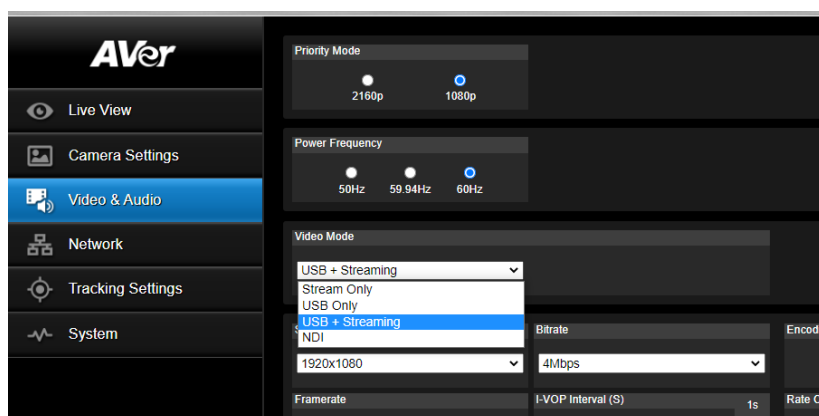 AVer
Live View
Camera Settings
Video & Audio
Network
Tracking Settings
System
Priority Mode
2160p 1080p
Power Frequency
50Hz 59.94Hz 60Hz
Video Mode
USB + Streaming
Stream Only
USB Only
USB + Streaming
NDI
Bitrate
Encod
1920x1080
4Mbps
Framerate
I-VOP Interval (S)
1s
Rate C